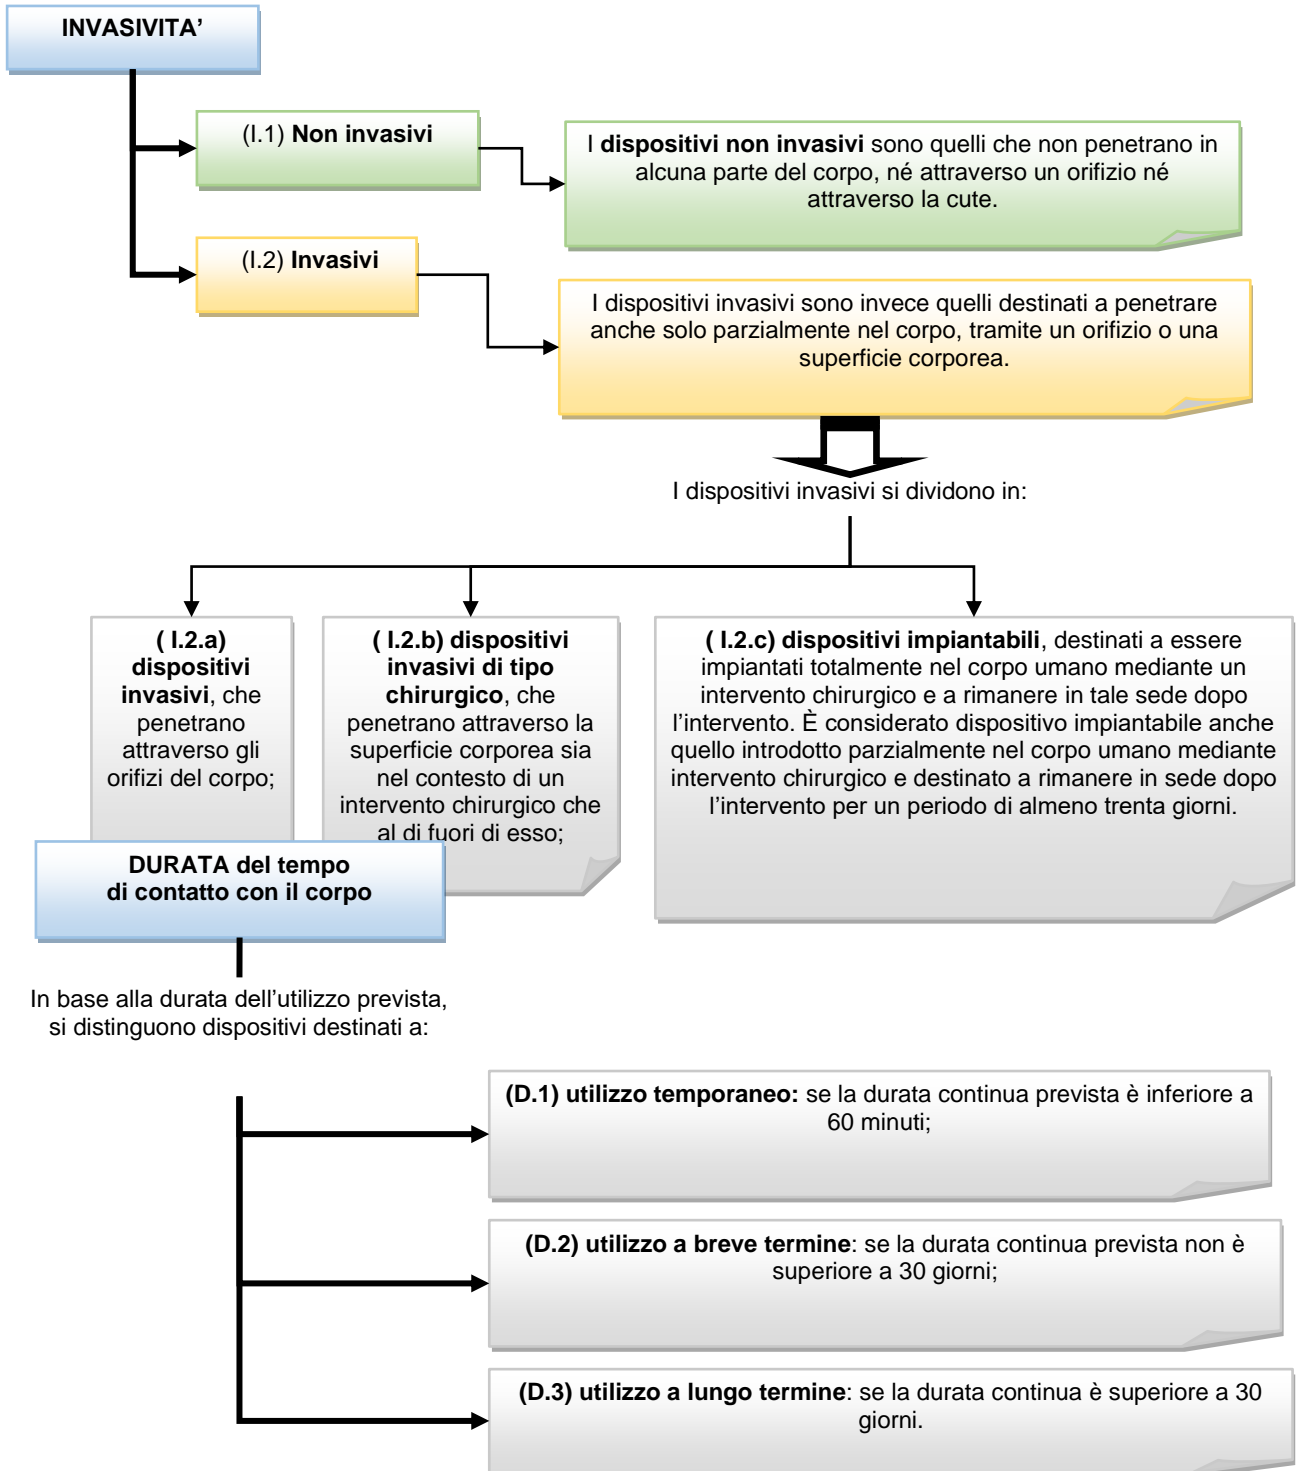 INVASIVITA’
(I.1) Non invasivi
I dispositivi non invasivi sono quelli che non penetrano in
alcuna parte del corpo, né attraverso un orifizio né
attraverso la cute.
(I.2) Invasivi
I dispositivi invasivi sono invece quelli destinati a penetrare
anche solo parzialmente nel corpo, tramite un orifizio o una
superficie corporea.
I dispositivi invasivi si dividono in:
( I.2.a)
dispositivi
invasivi, che
penetrano
attraverso gli
orifizi del corpo;
( I.2.b) dispositivi
invasivi di tipo
chirurgico, che
penetrano attraverso la
superficie corporea sia
nel contesto di un
intervento chirurgico che
al di fuori di esso;
( I.2.c) dispositivi impiantabili, destinati a essere
impiantati totalmente nel corpo umano mediante un
intervento chirurgico e a rimanere in tale sede dopo
l’intervento. È considerato dispositivo impiantabile anche
quello introdotto parzialmente nel corpo umano mediante
intervento chirurgico e destinato a rimanere in sede dopo
l’intervento per un periodo di almeno trenta giorni.
DURATA del tempo
di contatto con il corpo
In base alla durata dell’utilizzo prevista,
si distinguono dispositivi destinati a:
(D.1) utilizzo temporaneo: se la durata continua prevista è inferiore a
60 minuti;
(D.2) utilizzo a breve termine: se la durata continua prevista non è
superiore a 30 giorni;
(D.3) utilizzo a lungo termine: se la durata continua è superiore a 30
giorni.